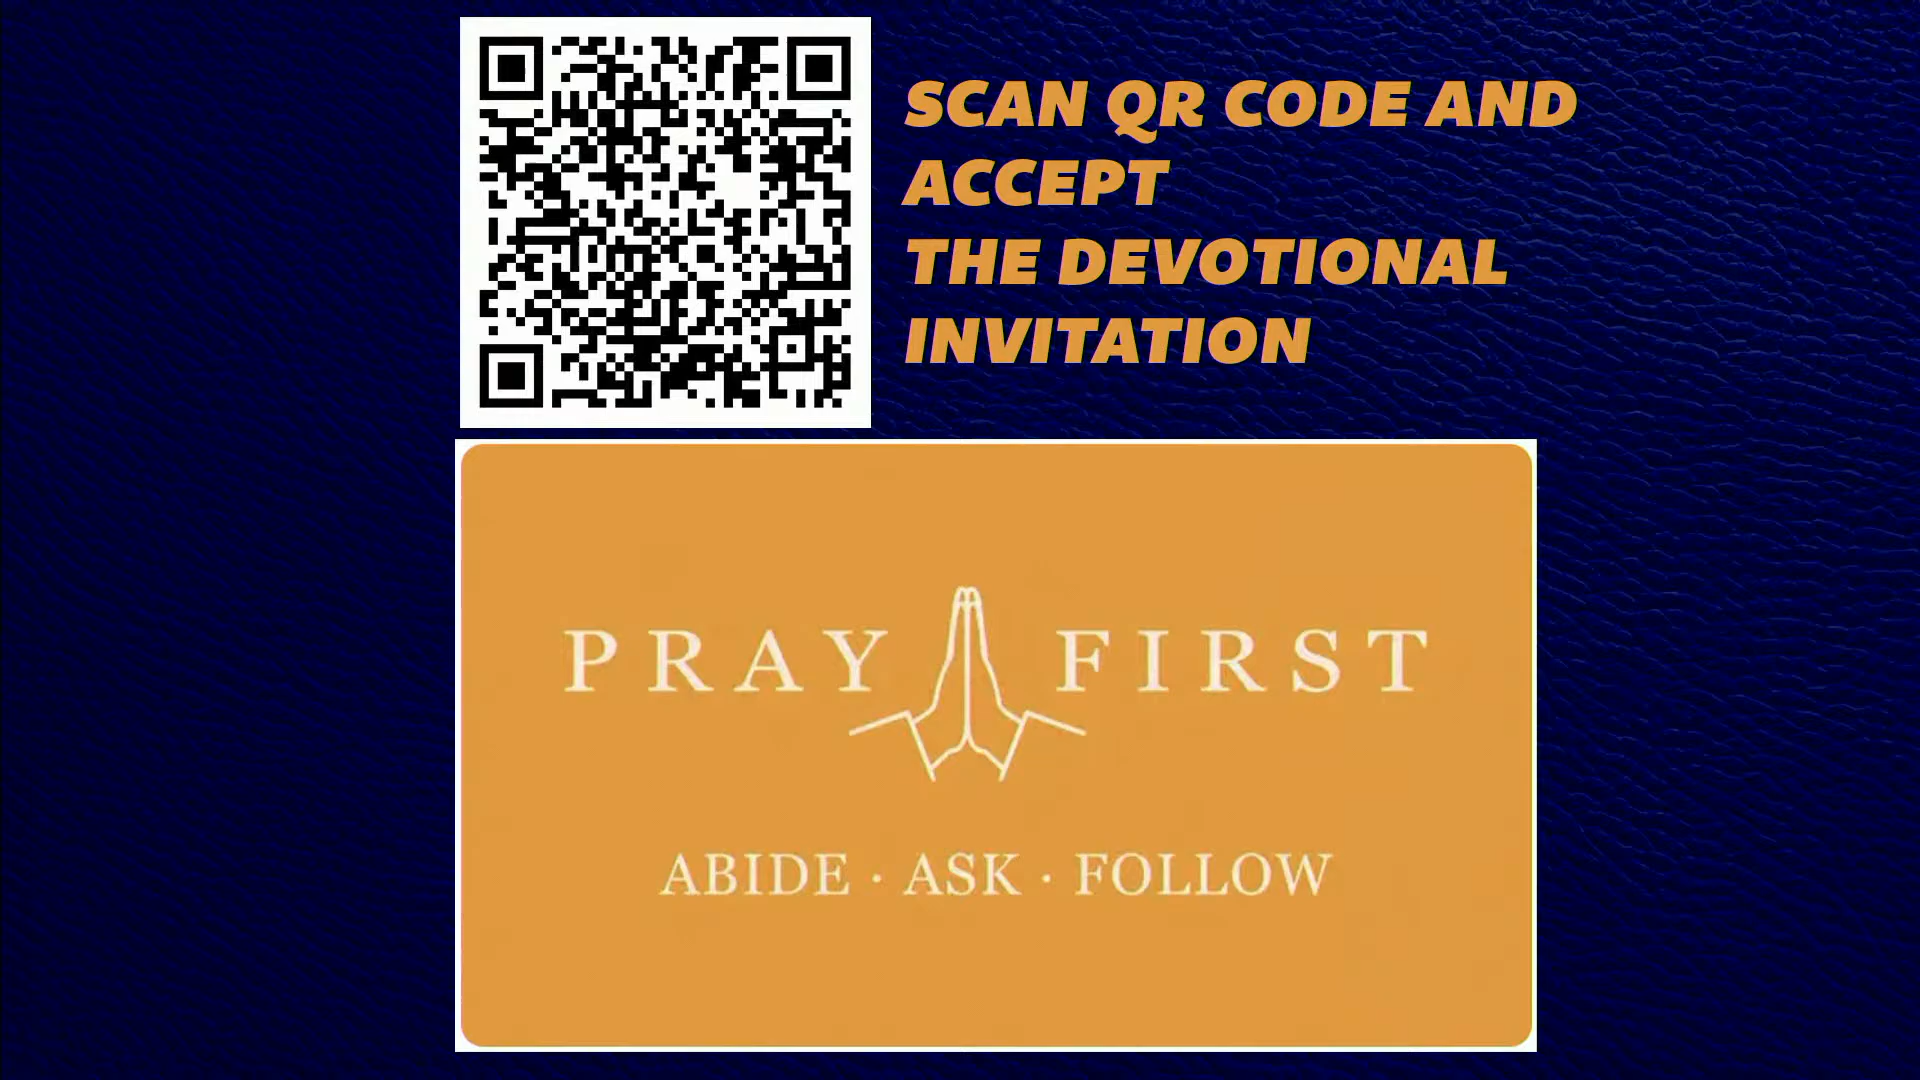 SCAN QR CODE AND
ACCEPT
THE DEVOTIONAL
INVITATION
PRAY FIRST
ABIDE · ASK · FOLLOW